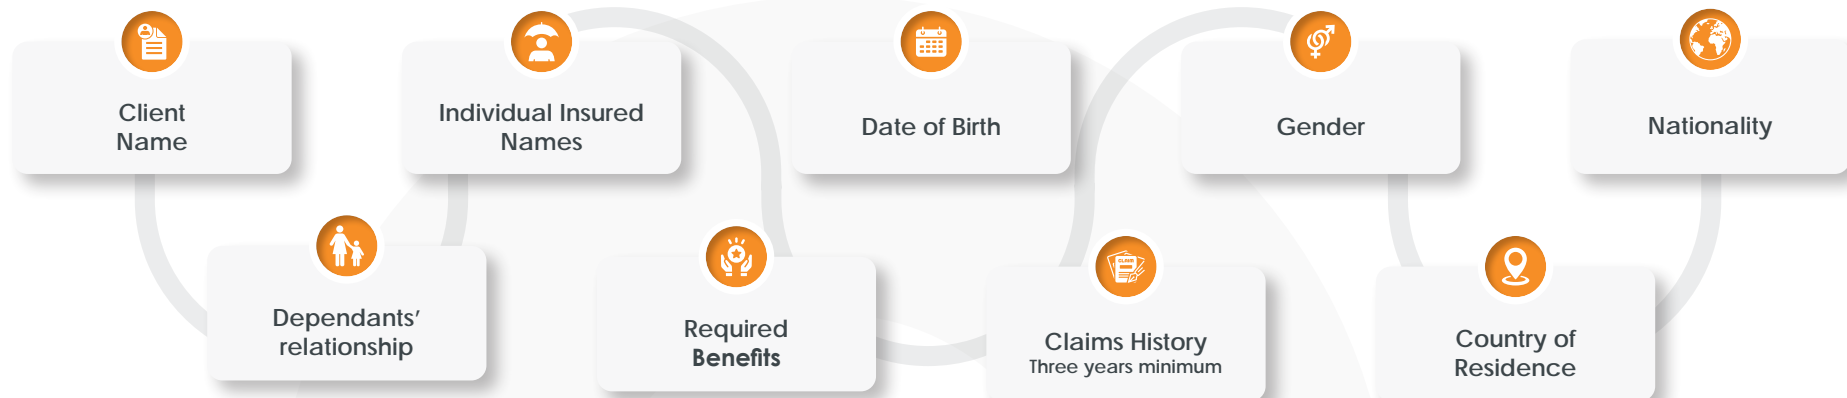 Client
Name
Individual Insured
Names
Date of Birth
Gender
Nationality
Dependants’
relationship
Required
Benefits
CLAIM
Claims History
Three years minimum
Country of
Residence